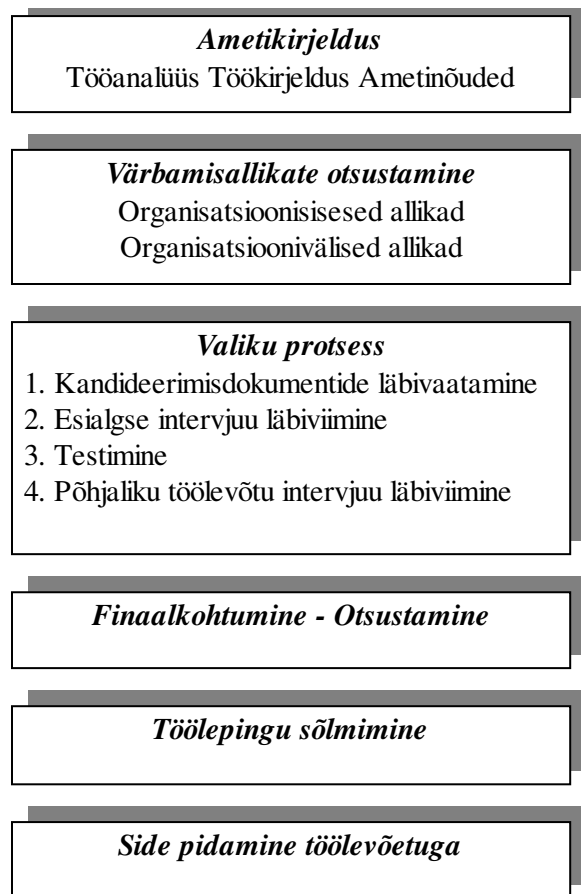 Ametikirjeldus
Tööanalüüs Töökirjeldus Ametinõuded
Värbamisallikate otsustamine
Organisatsioonisisesed allikad
Organisatsioonivälised allikad
Valiku protsess
1. Kandideerimisdokumentide läbivaatamine
2. Esialgse intervjuu läbiviimine
3. Testimine
4. Põhjaliku töölevõtu intervjuu läbiviimine
Finaalkohtumine - Otsustamine
Töölepingu sõlmimine
Side pidamine töölevõetuga